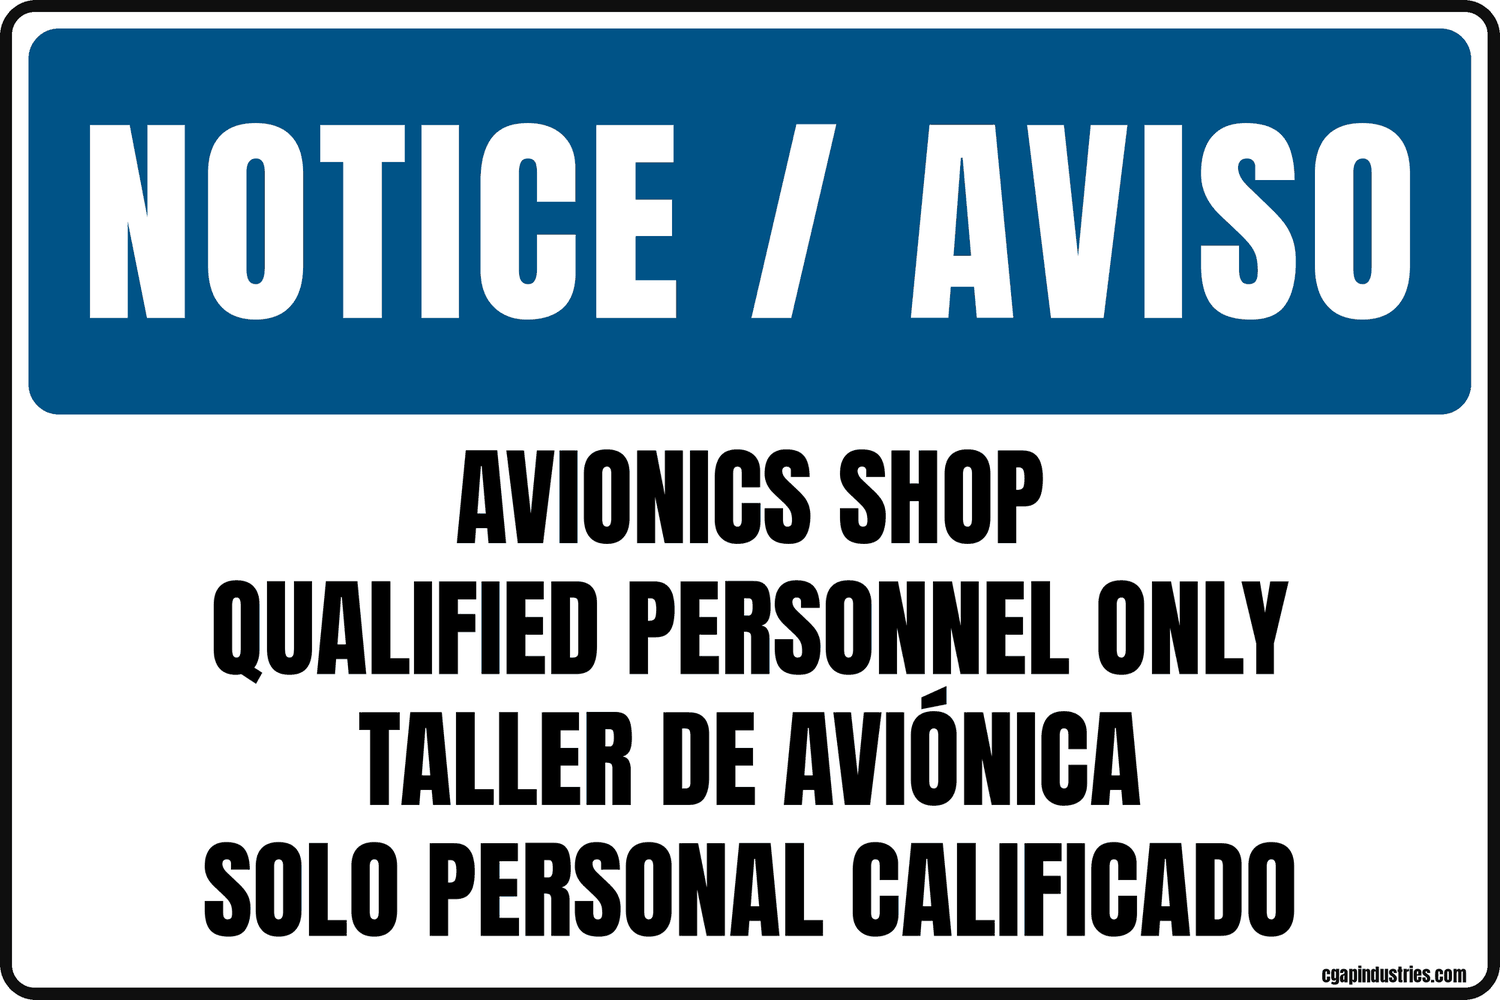 NOTICE / AVISO
AVIONICS SHOP
QUALIFIED PERSONNEL ONLY
TALLER DE AVIÓNICA
SOLO PERSONAL CALIFICADO
cgapindustries.com